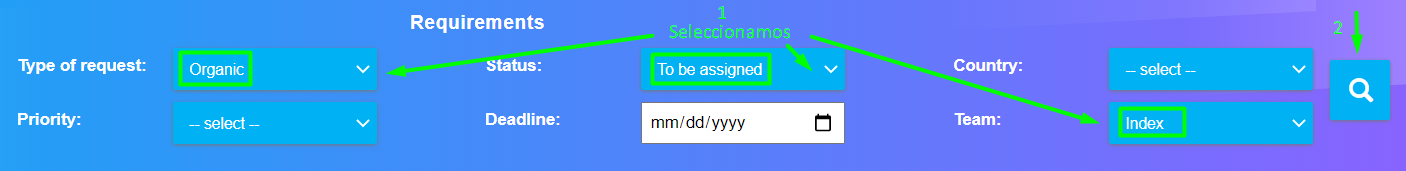 Requirements
1
Seleccionamos
2
Type of request: Organic Status: To be assigned Country: -- select --
Priority: -- select -- Deadline: mm/dd/yyyy Team: Index